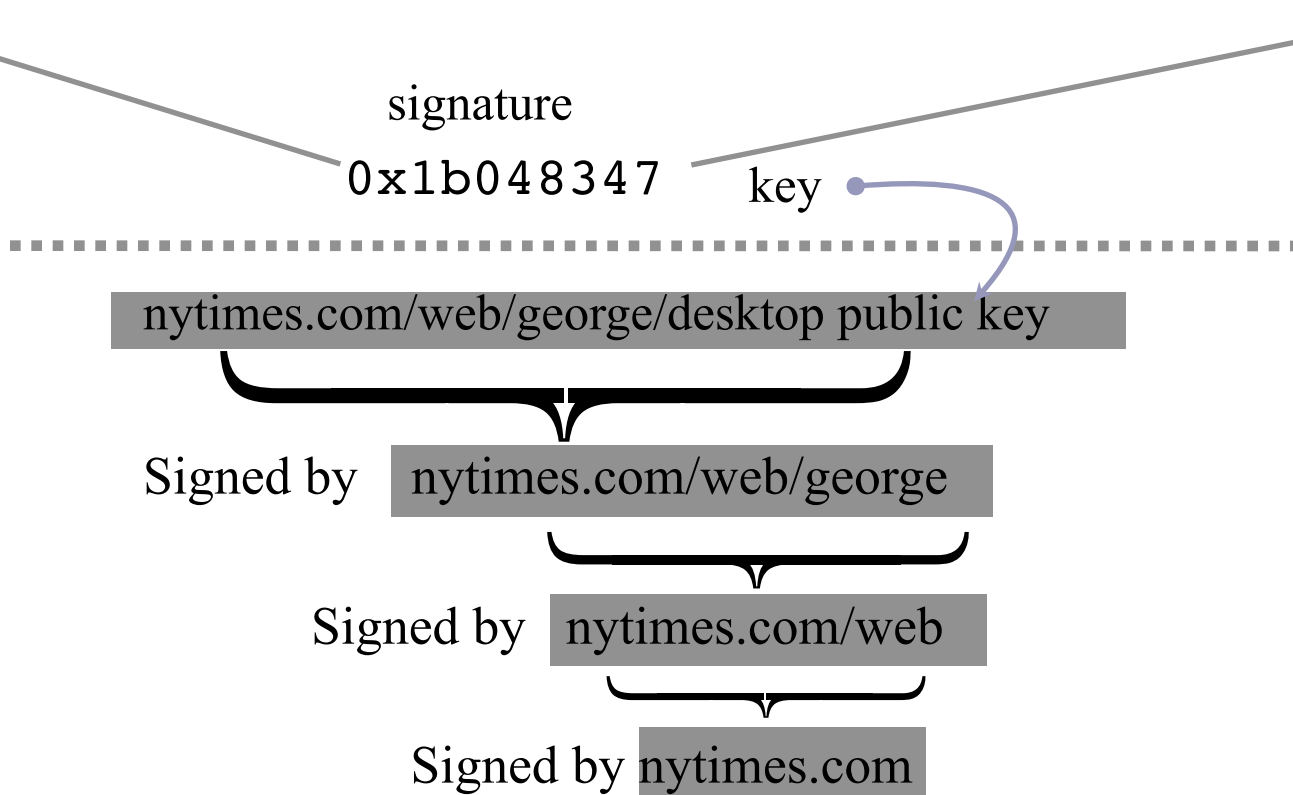 signature
0x1b048347
key
nytimes.com/web/george/desktop public key
Signed by nytimes.com/web/george
Signed by nytimes.com/web
Signed by nytimes.com